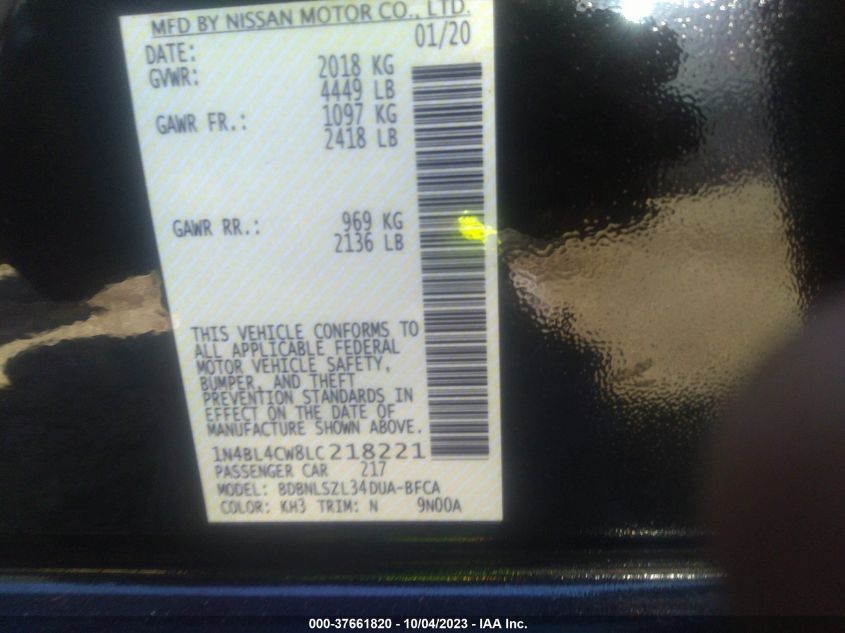 MFD BY NISSAN MOTOR CO., LTD.
DATE: 01/20
GVWR: 2018 KG
4449 LB
GAWR FR.: 1097 KG
2418 LB
GAWR RR.: 969 KG
2136 LB
THIS VEHICLE CONFORMS TO
ALL APPLICABLE FEDERAL
MOTOR VEHICLE SAFETY,
BUMPER, AND THEFT
PREVENTION STANDARDS IN
EFFECT ON THE DATE OF
MANUFACTURE SHOWN ABOVE.
1N4BL4CW8LC218221
PASSENGER CAR 217
MODEL: BDBNLSZL34DUA-BFCA
COLOR: KH3 TRIM: N 9N00A
000-37661820 - 10/04/2023 - IAA Inc.